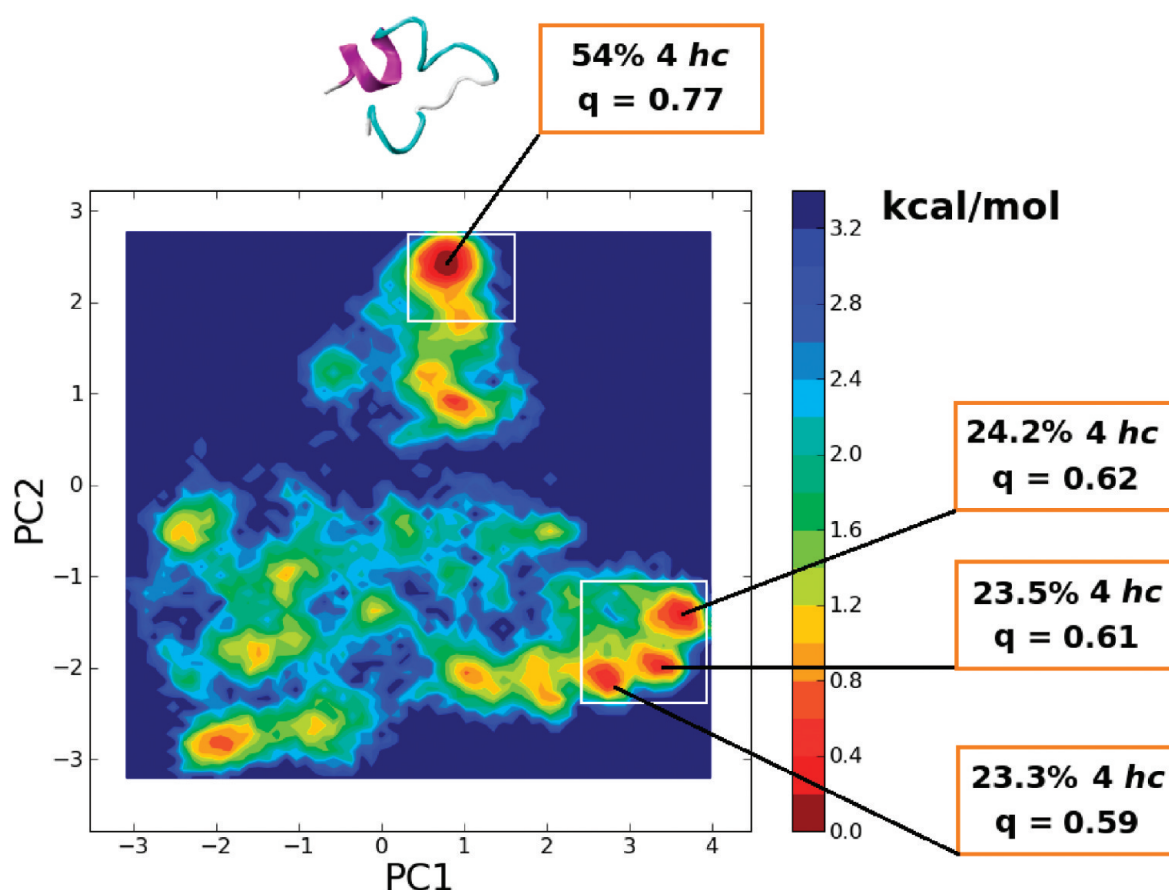 54% 4 hc
q = 0.77
kcal/mol
3
2
1
0
−1
−2
−3
PC2
−3
−2
−1
0
1
2
3
4
PC1
3.2
2.8
2.4
2.0
1.6
1.2
0.8
0.4
0.0
24.2% 4 hc
q = 0.62
23.5% 4 hc
q = 0.61
23.3% 4 hc
q = 0.59